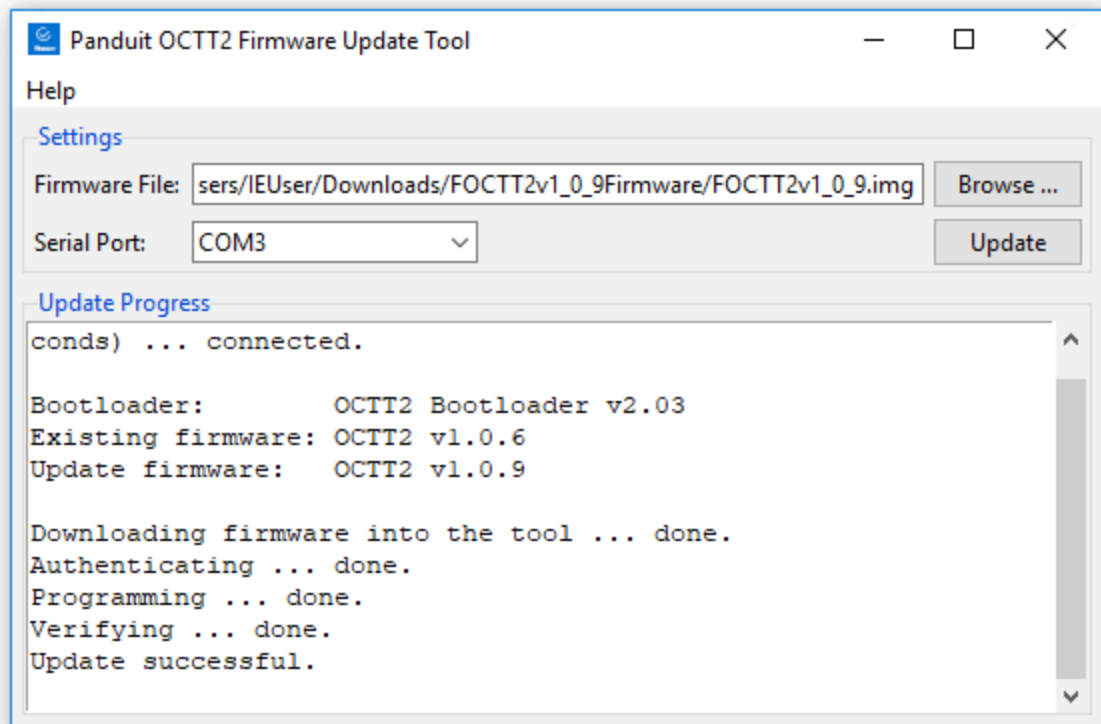 Panduit OCTT2 Firmware Update Tool
Help
Settings
Firmware File: sers/IEUser/Downloads/FOCTT2v1_0_9Firmware/FOCTT2v1_0_9.img Browse ...
Serial Port: COM3 Update
Update Progress
conds) ... connected.
Bootloader: OCTT2 Bootloader v2.03
Existing firmware: OCTT2 v1.0.6
Update firmware: OCTT2 v1.0.9
Downloading firmware into the tool ... done.
Authenticating ... done.
Programming ... done.
Verifying ... done.
Update successful.